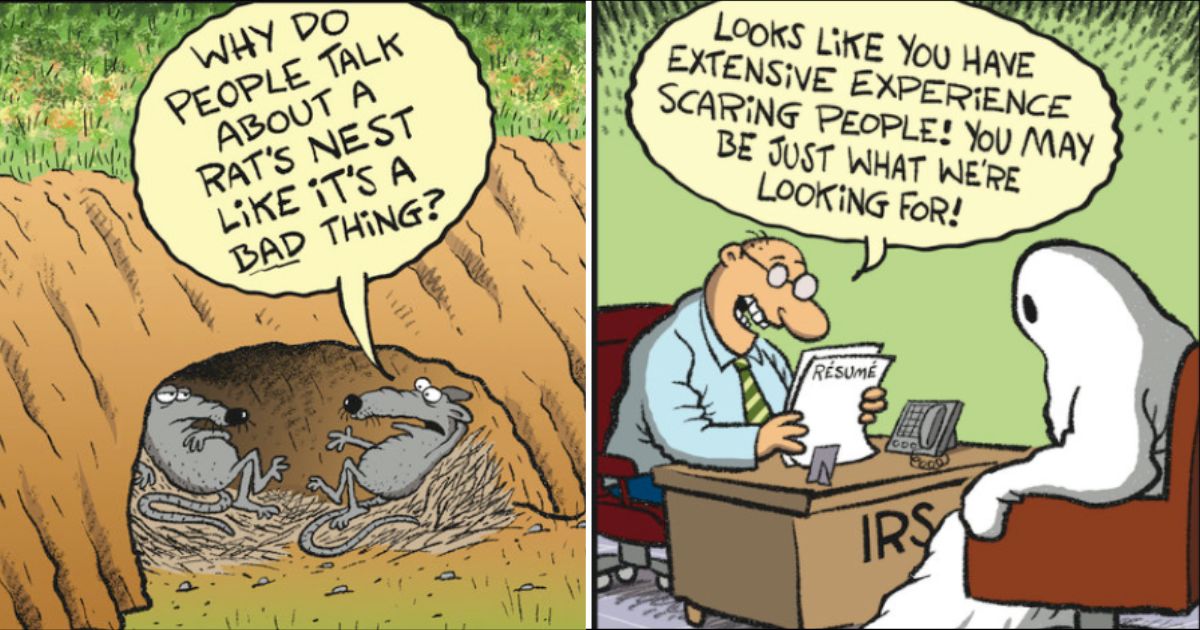 WHY DO
PEOPLE TALK
ABOUT A
RAT'S NEST
LIKE IT'S A
BAD THING?
LOOKS LIKE YOU HAVE
EXTENSIVE EXPERIENCE
SCARING PEOPLE! YOU MAY
BE JUST WHAT WE'RE
LOOKING FOR!
RÉSUMÉ
IRS